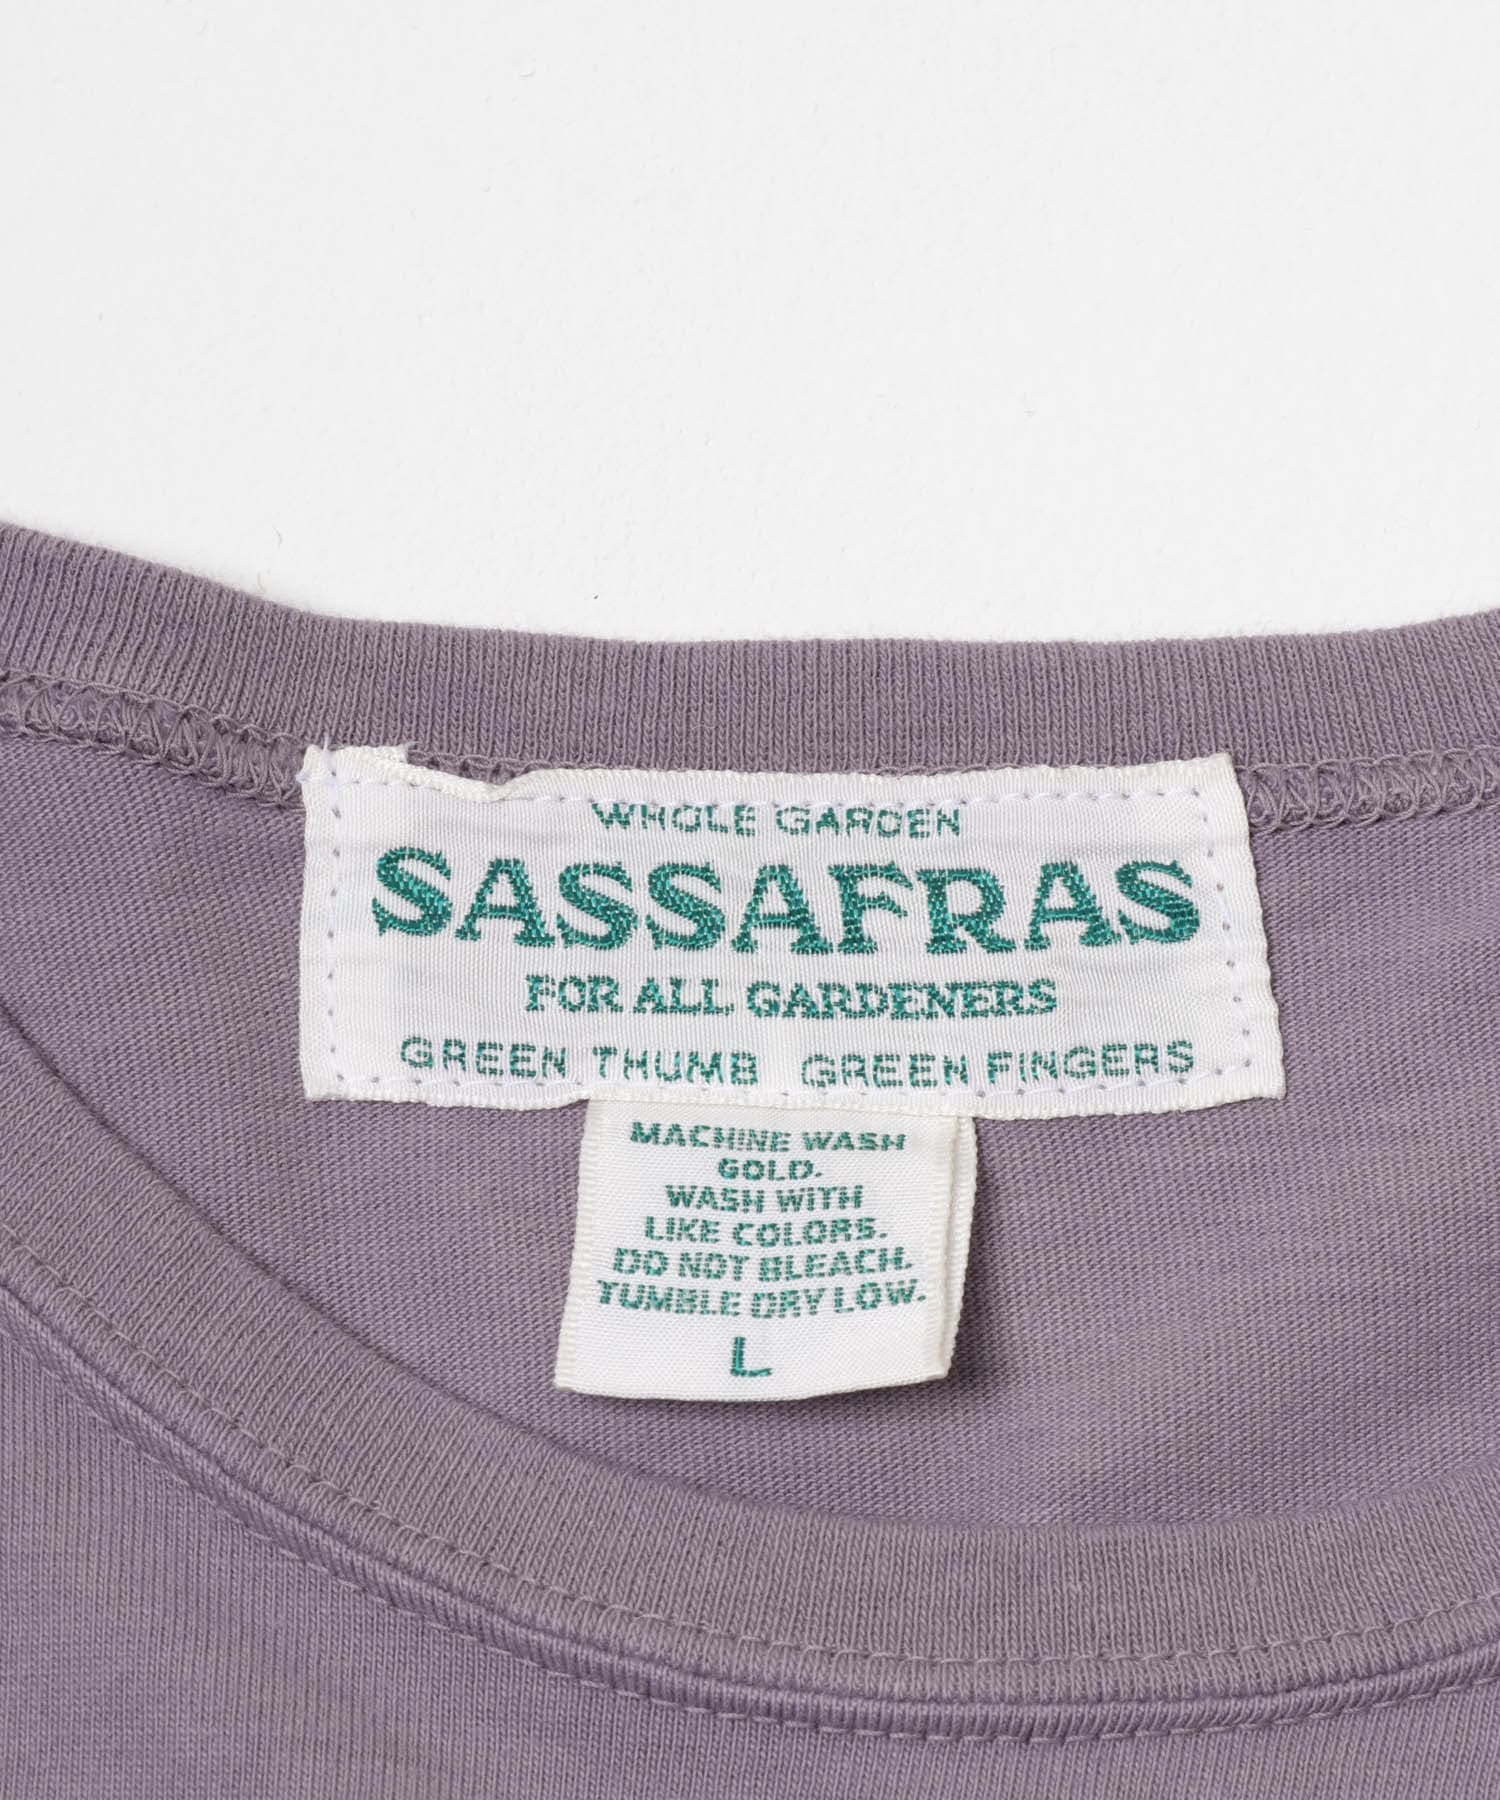 WHOLE GARDEN
SASSAFRAS
FOR ALL GARDENERS
GREEN THUMB GREEN FINGERS
MACHINE WASH
GOLD.
WASH WITH
LIKE COLORS.
DO NOT BLEACH.
TUMBLE DRY LOW.
L